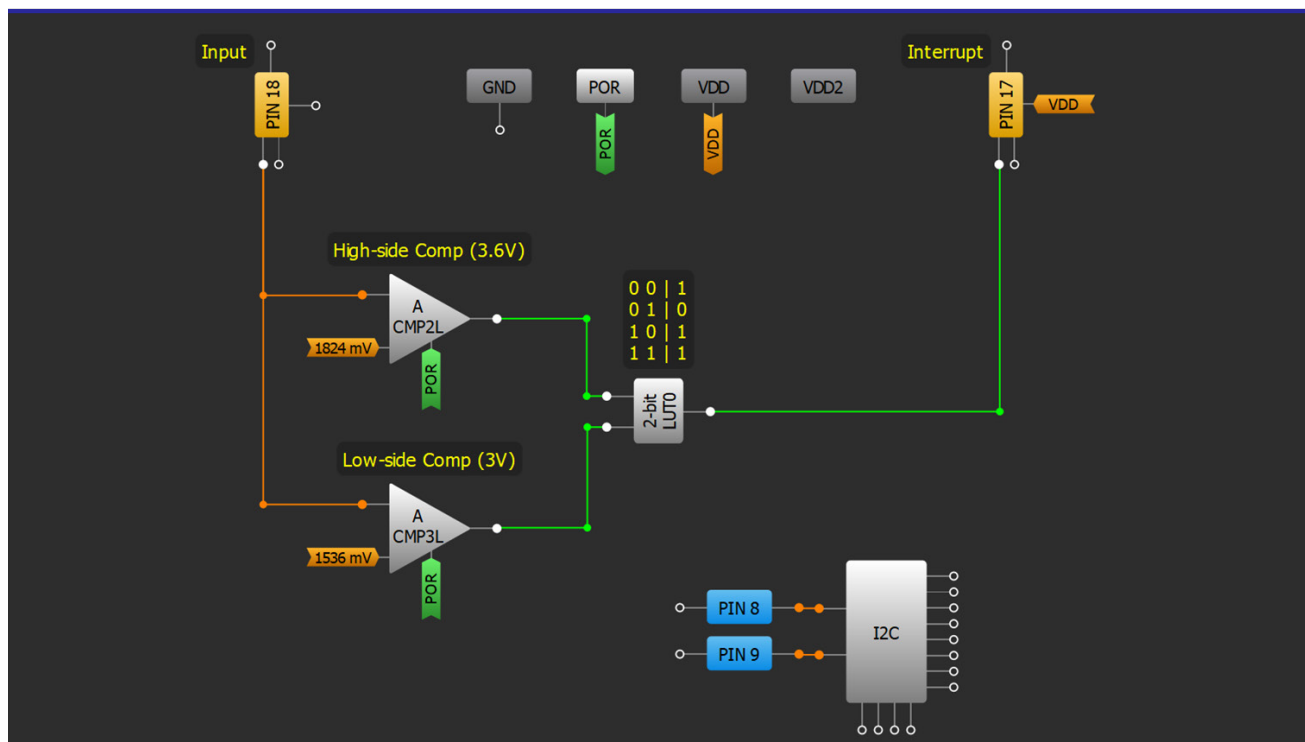 Input
Interrupt
PIN 18
GND
POR
VDD
VDD2
PIN 17
VDD
POR
VDD
High-side Comp (3.6V)
A
CMP2L
1824 mV
POR
0 0 | 1
0 1 | 0
1 0 | 1
1 1 | 1
2-bit
LUT0
Low-side Comp (3V)
A
CMP3L
1536 mV
POR
PIN 8
PIN 9
I2C